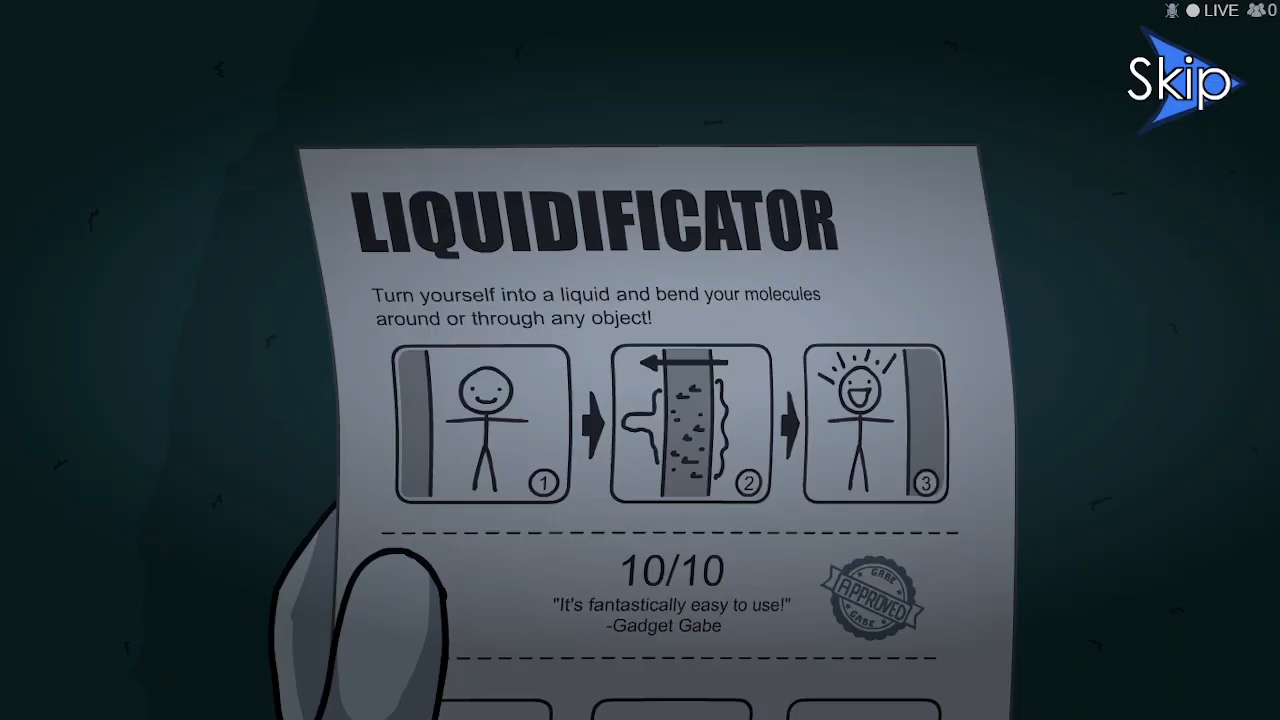 LIVE 0
Skip
LIQUIDIFICATOR
Turn yourself into a liquid and bend your molecules
around or through any object!
1
2
3
10/10
"It's fantastically easy to use!"
-Gadget Gabe
GABE
APPROVED
GABE